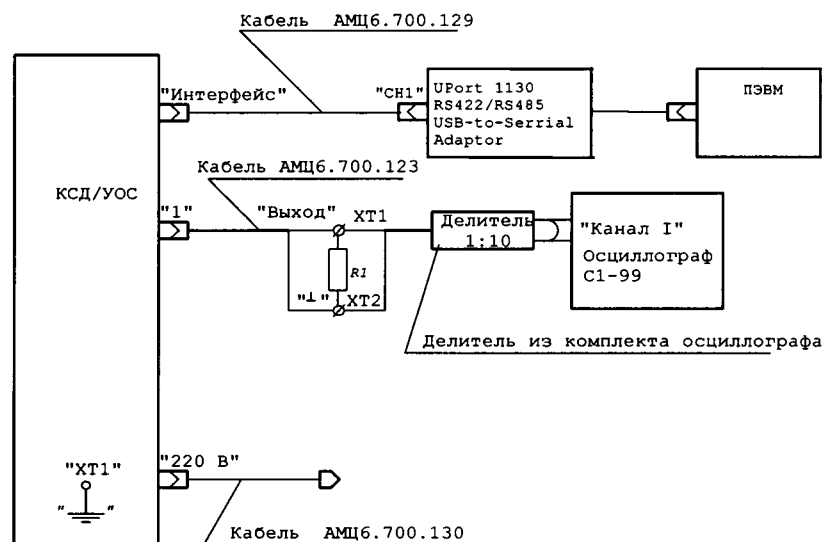 Кабель АМЦ6.700.129
"Интерфейс"
"СН1"
UPort 1130
RS422/RS485
USB-to-Serrial
Adaptor
ПЭВМ
Кабель АМЦ6.700.123
КСД/УОС
"1"
"Выход"
XT1
R1
"⊥"
XT2
Делитель
1:10
"Канал I"
Осциллограф
С1-99
Делитель из комплекта осциллографа
"220 В"
"XT1"
" "
Кабель АМЦ6.700.130